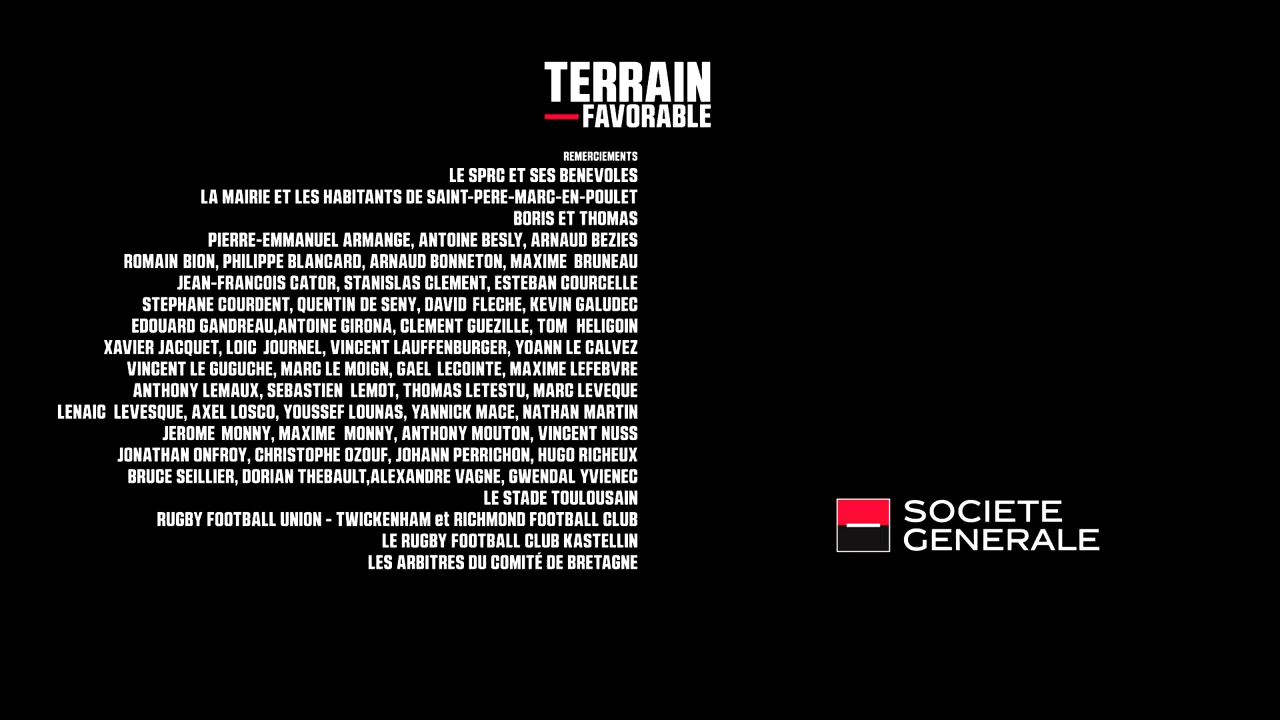 TERRAIN
FAVORABLE
REMERCIEMENTS
LE SPRC ET SES BENEVOLES
LA MAIRIE ET LES HABITANTS DE SAINT-PERE-MARC-EN-POULET
BORIS ET THOMAS
PIERRE-EMMANUEL ARMANGE, ANTOINE BESLY, ARNAUD BEZIES
ROMAIN BION, PHILIPPE BLANCARD, ARNAUD BONNETON, MAXIME BRUNEAU
JEAN-FRANCOIS CATOR, STANISLAS CLEMENT, ESTEBAN COURCELLE
STEPHANE COURDENT, QUENTIN DE SENY, DAVID FLECHE, KEVIN GALUDEC
EDOUARD GANDREAU,ANTOINE GIRONA, CLEMENT GUEZILLE, TOM HELIGOIN
XAVIER JACQUET, LOIC JOURNEL, VINCENT LAUFFENBURGER, YOANN LE CALVEZ
VINCENT LE GUGUCHE, MARC LE MOIGN, GAEL LECOINTE, MAXIME LEFEBVRE
ANTHONY LEMAUX, SEBASTIEN LEMOT, THOMAS LETESTU, MARC LEVEQUE
LENAIC LEVESQUE, AXEL LOSCO, YOUSSEF LOUNAS, YANNICK MACE, NATHAN MARTIN
JEROME MONNY, MAXIME MONNY, ANTHONY MOUTON, VINCENT NUSS
JONATHAN ONFROY, CHRISTOPHE OZOUF, JOHANN PERRICHON, HUGO RICHEUX
BRUCE SEILLIER, DORIAN THEBAULT,ALEXANDRE VAGNE, GWENDAL YVIENEC
LE STADE TOULOUSAIN
RUGBY FOOTBALL UNION - TWICKENHAM et RICHMOND FOOTBALL CLUB
LE RUGBY FOOTBALL CLUB KASTELLIN
LES ARBITRES DU COMITÉ DE BRETAGNE
SOCIETE
GENERALE